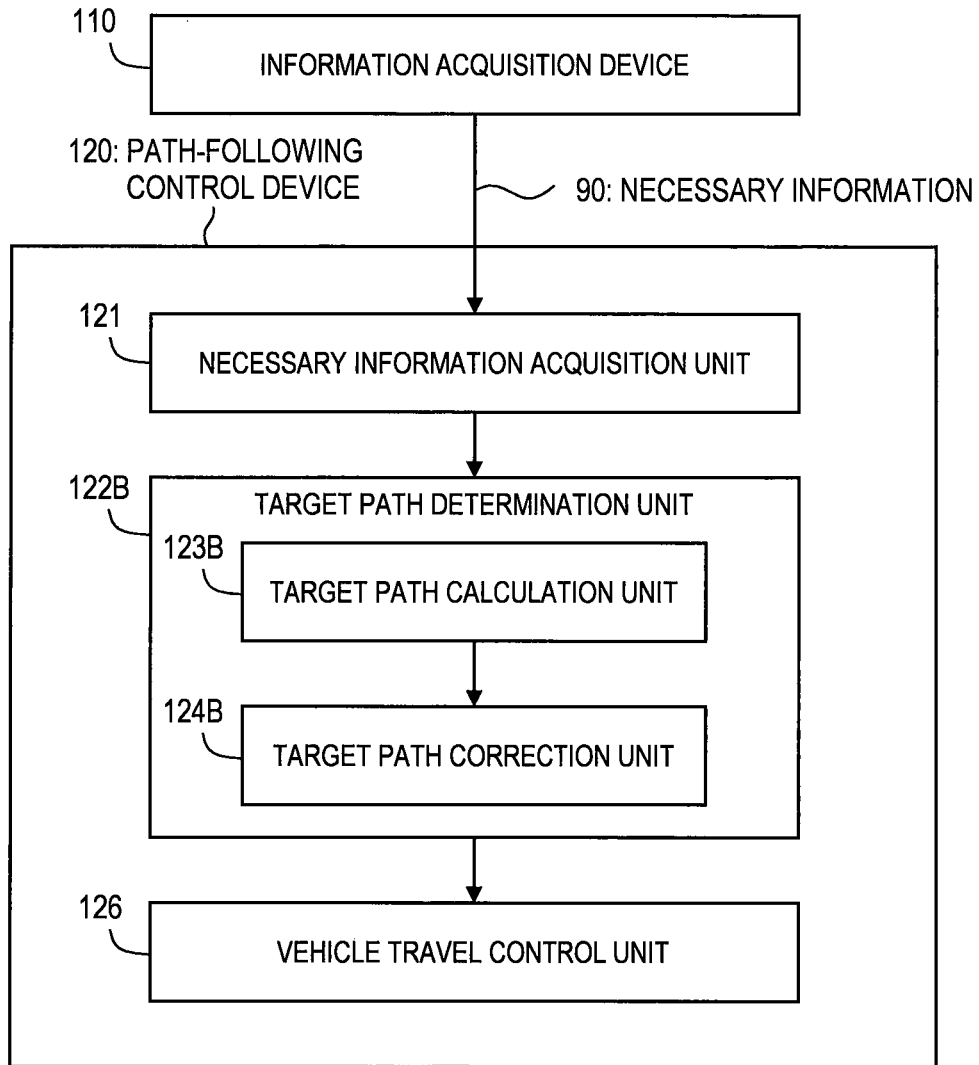 110
INFORMATION ACQUISITION DEVICE
120: PATH-FOLLOWING
CONTROL DEVICE
90: NECESSARY INFORMATION
121
NECESSARY INFORMATION ACQUISITION UNIT
122B
TARGET PATH DETERMINATION UNIT
123B
TARGET PATH CALCULATION UNIT
124B
TARGET PATH CORRECTION UNIT
126
VEHICLE TRAVEL CONTROL UNIT